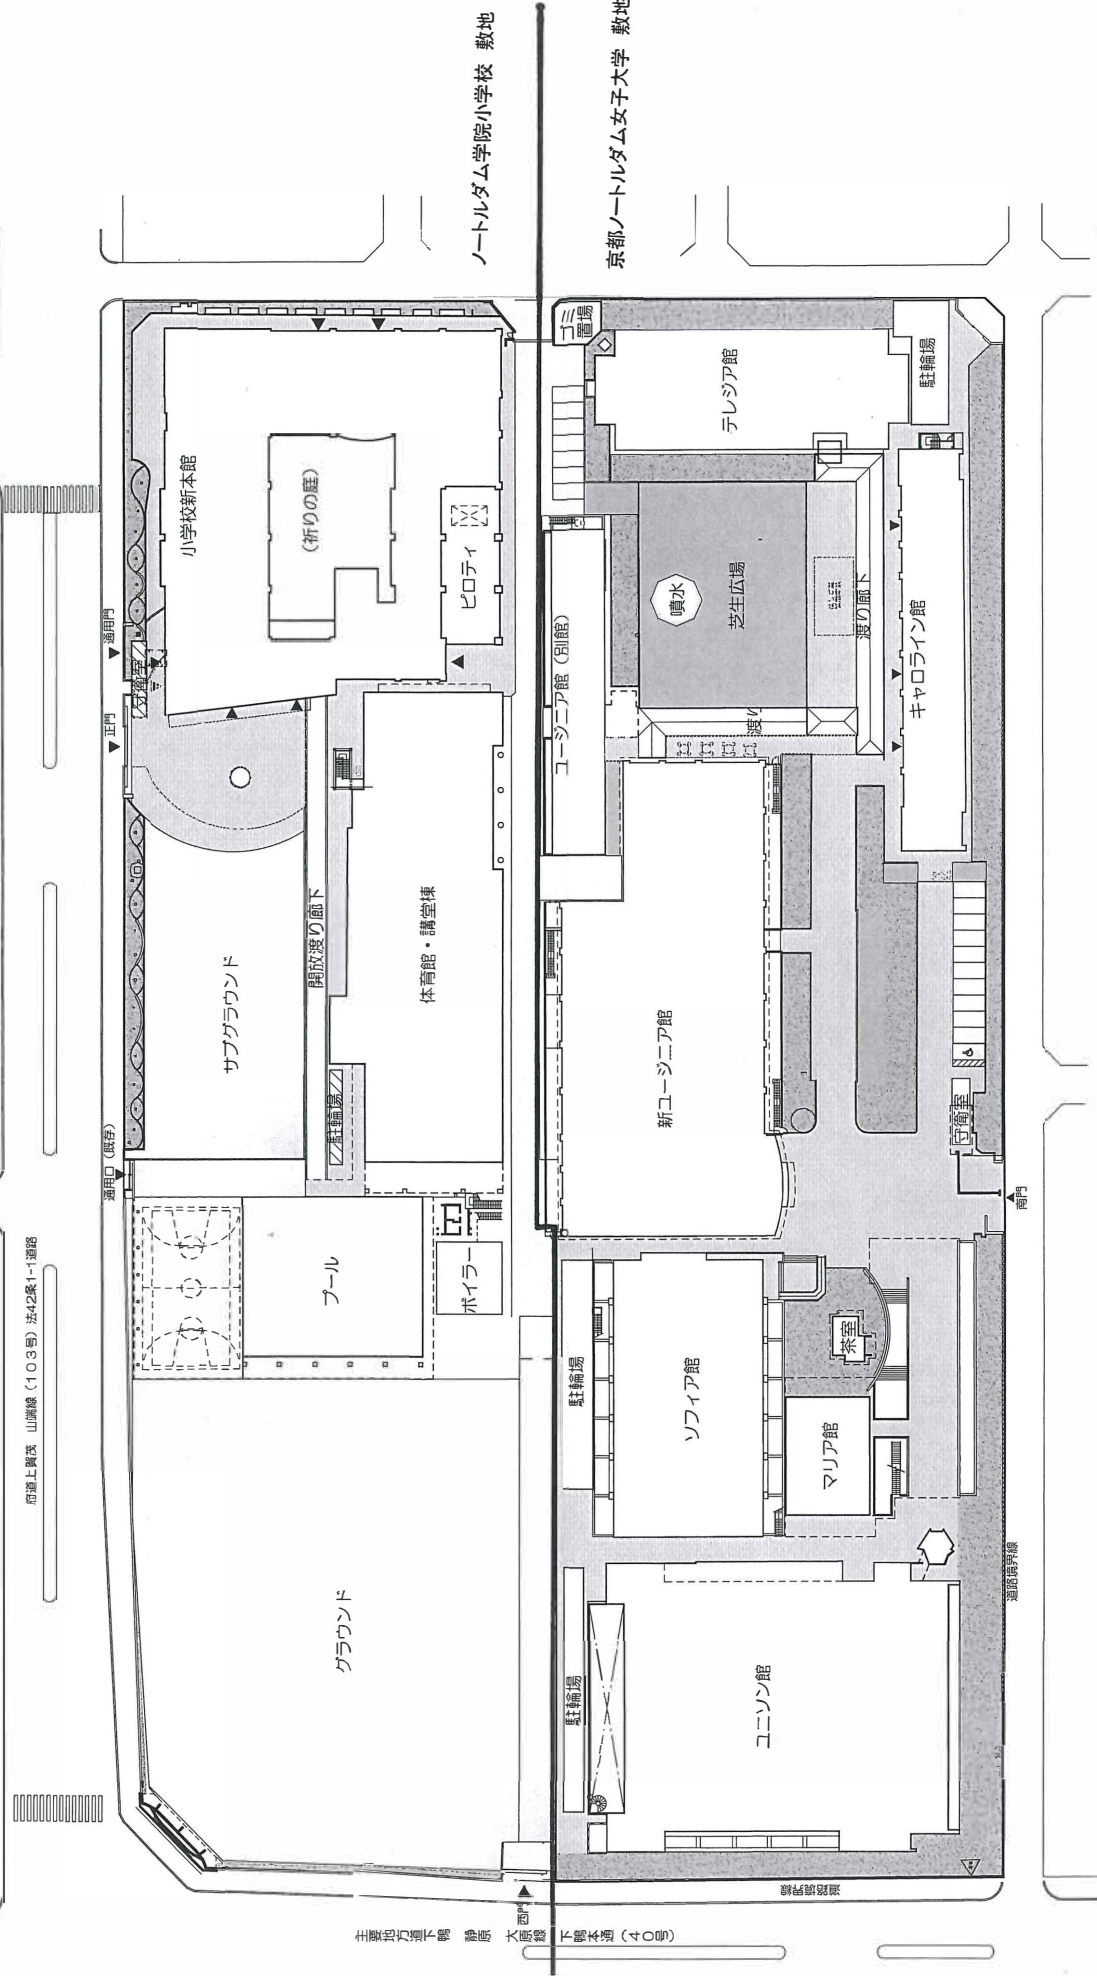 ノートルダム学院小学校 敷地
京都ノートルダム女子大学 敷地
府道上賀茂 山端線（103号）法42条1-1道路
通用口（既存）
正門
通用門
守衛室
小学校新本館
（祈りの庭）
ピロティ
サブグラウンド
開放渡り廊下
体育館・講堂棟
駐輪場
プール
ボイラー
グラウンド
ゴミ置場
テレジア館
駐輪場
ユージニア館（別館）
噴水
芝生広場
渡り廊下
渡り
キャロライン館
新ユージニア館
守衛室
南門
駐輪場
ソフィア館
茶室
マリア館
駐輪場
ユニソン館
道路境界線
道路境界線
西門
主要地方道下鴨 静原 大原線 下鴨本通（40号）